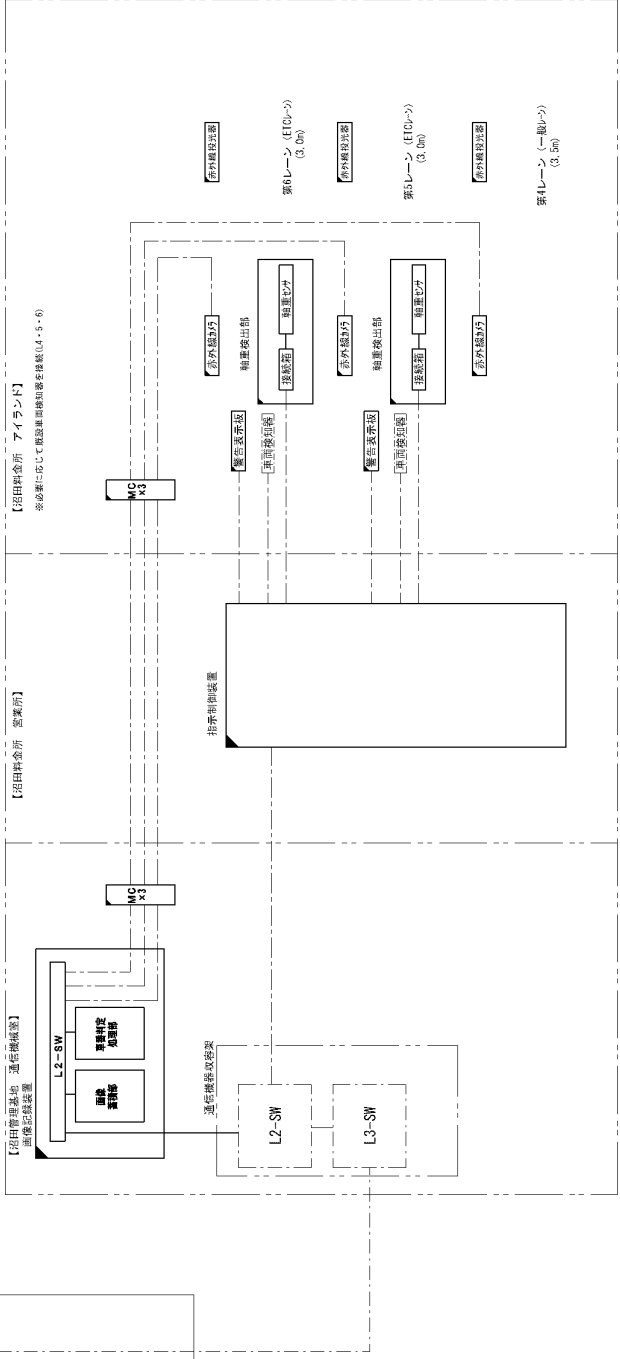 【沼田管理基地　通信機械室】
画像記録装置
L2-SW
画像
蓄積部
車番判定
処理部
MC
×3
通信機器収容架
L2-SW
L3-SW
【沼田料金所　営業所】
指示制御装置
【沼田料金所　アイランド】
※必要に応じて既設車両検知器を接続(L4・5・6)
MC
×3
赤外線カメラ
赤外線投光器
警告表示板
車両検知器
軸重検出部
接続箱
軸重センサ
第6レーン（ETCレーン）
(3.0m)
赤外線カメラ
赤外線投光器
警告表示板
車両検知器
軸重検出部
接続箱
軸重センサ
第5レーン（ETCレーン）
(3.0m)
赤外線カメラ
赤外線投光器
第4レーン（一般レーン）
(3.5m)